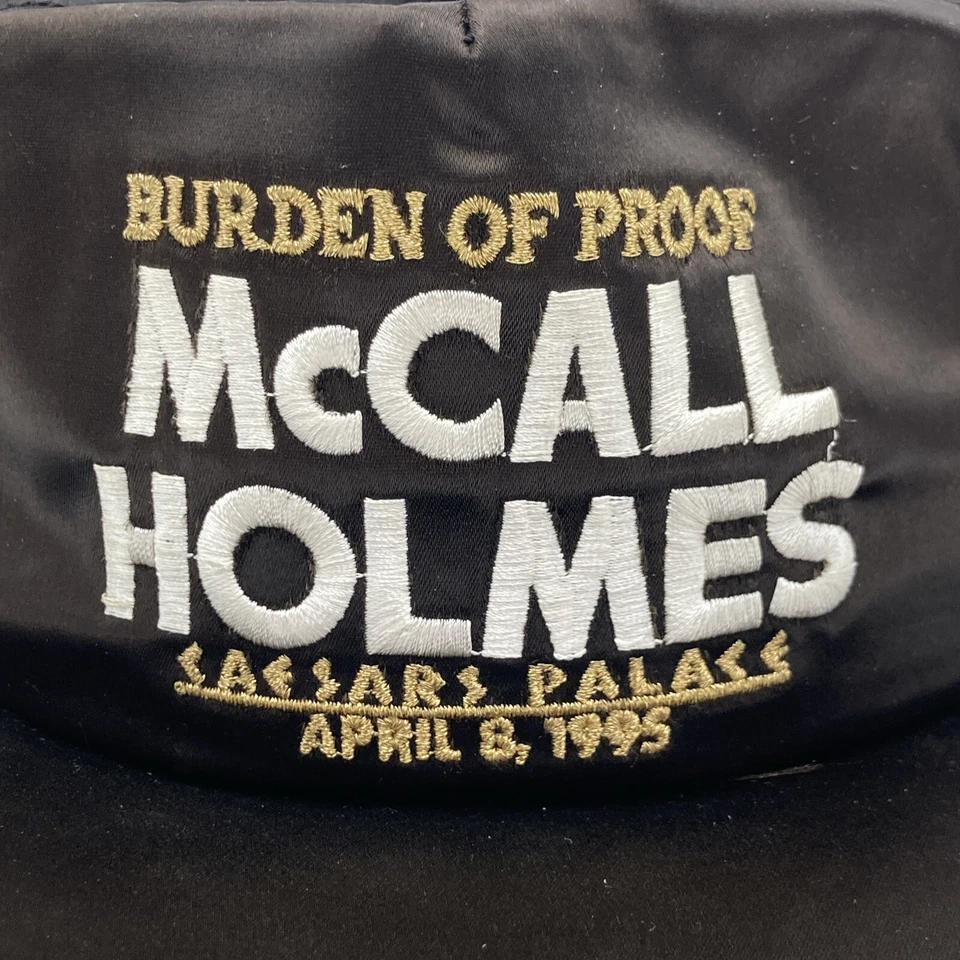 BURDEN OF PROOF
McCALL
HOLMES
CAESARS PALACE
APRIL 8, 1995